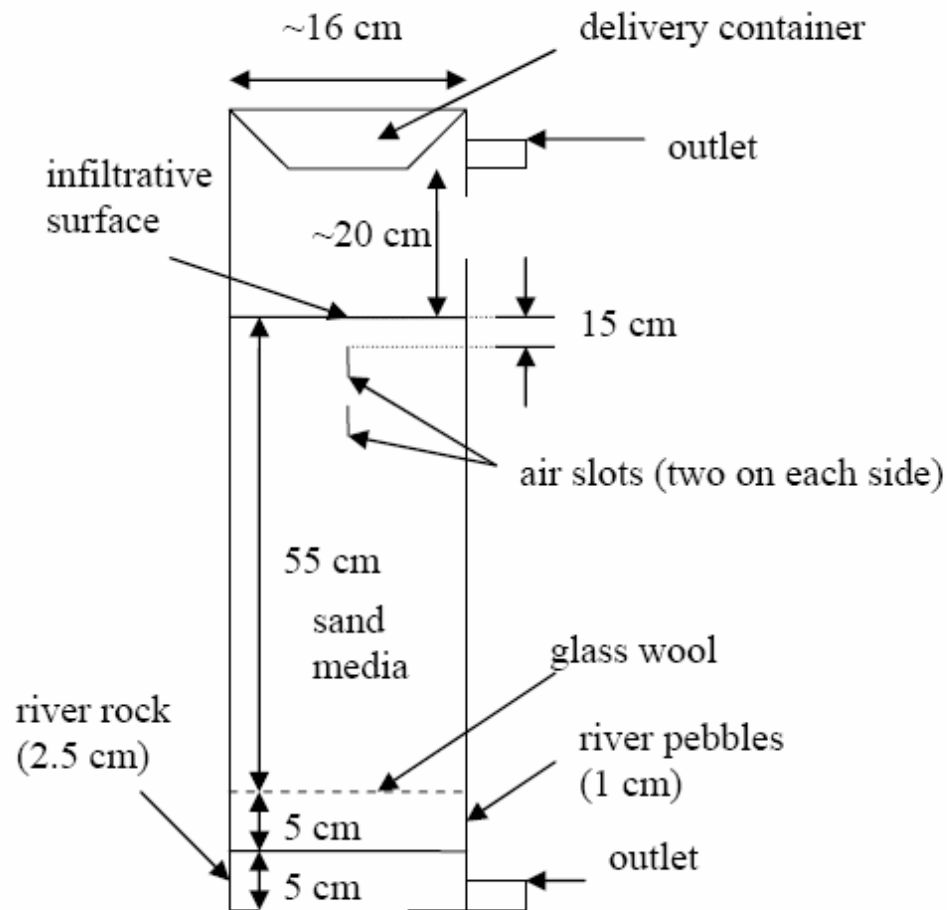 ~16 cm
delivery container
outlet
infiltrative
surface
~20 cm
15 cm
air slots (two on each side)
55 cm
sand
media
glass wool
river rock
(2.5 cm)
river pebbles
(1 cm)
5 cm
outlet
5 cm